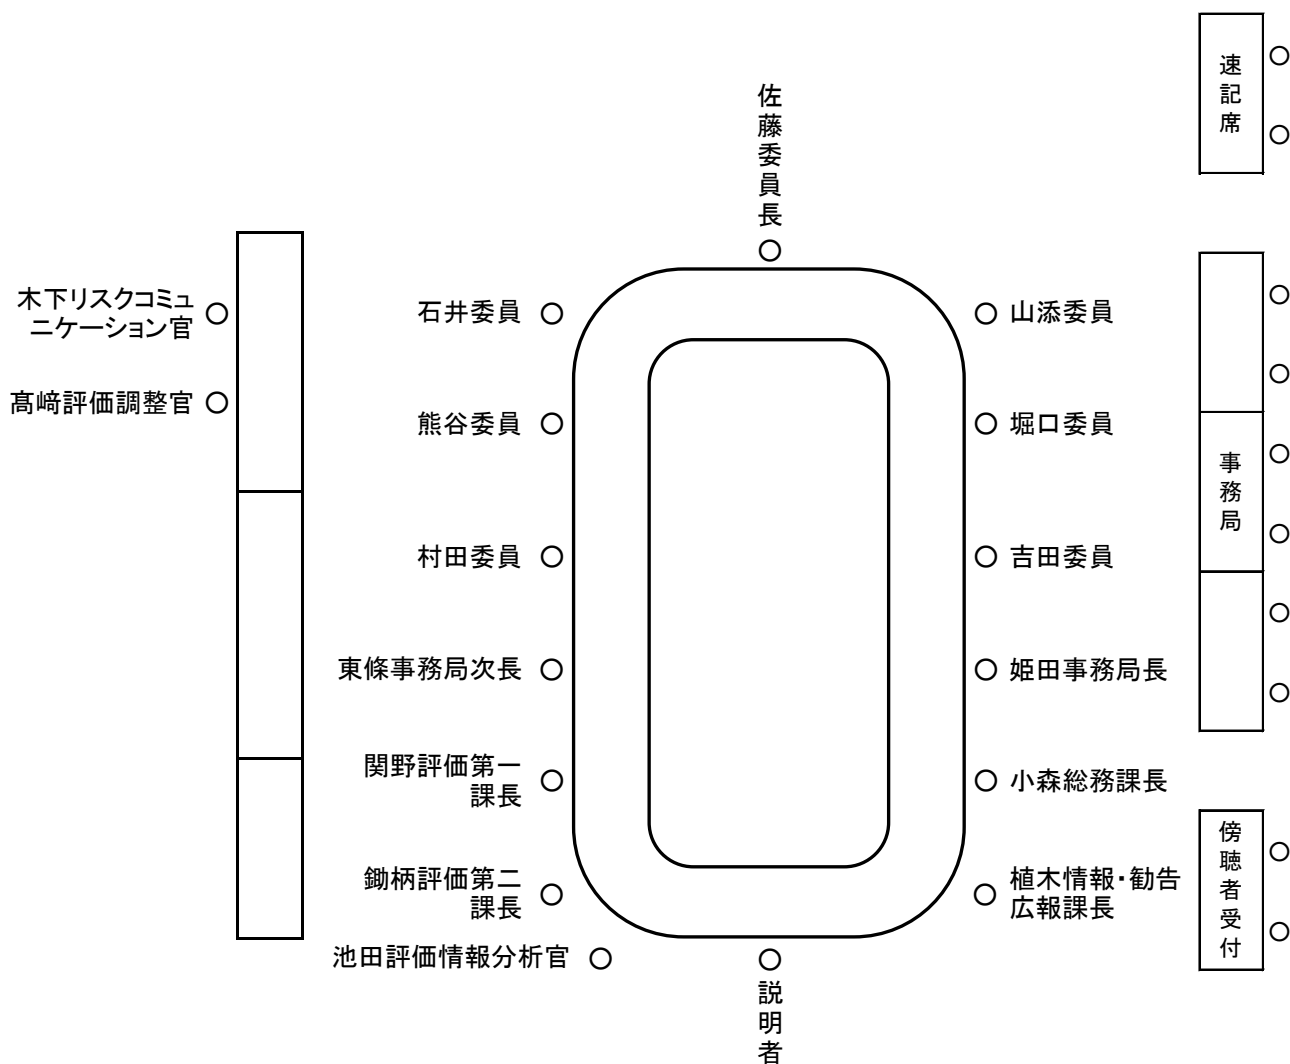 速記席
佐藤委員長
木下リスクコミュ
ニケーション官
石井委員
山添委員
髙﨑評価調整官
熊谷委員
堀口委員
事務局
村田委員
吉田委員
東條事務局次長
姫田事務局長
関野評価第一
課長
小森総務課長
鋤柄評価第二
課長
植木情報・勧告
広報課長
傍聴者受付
池田評価情報分析官
説明者